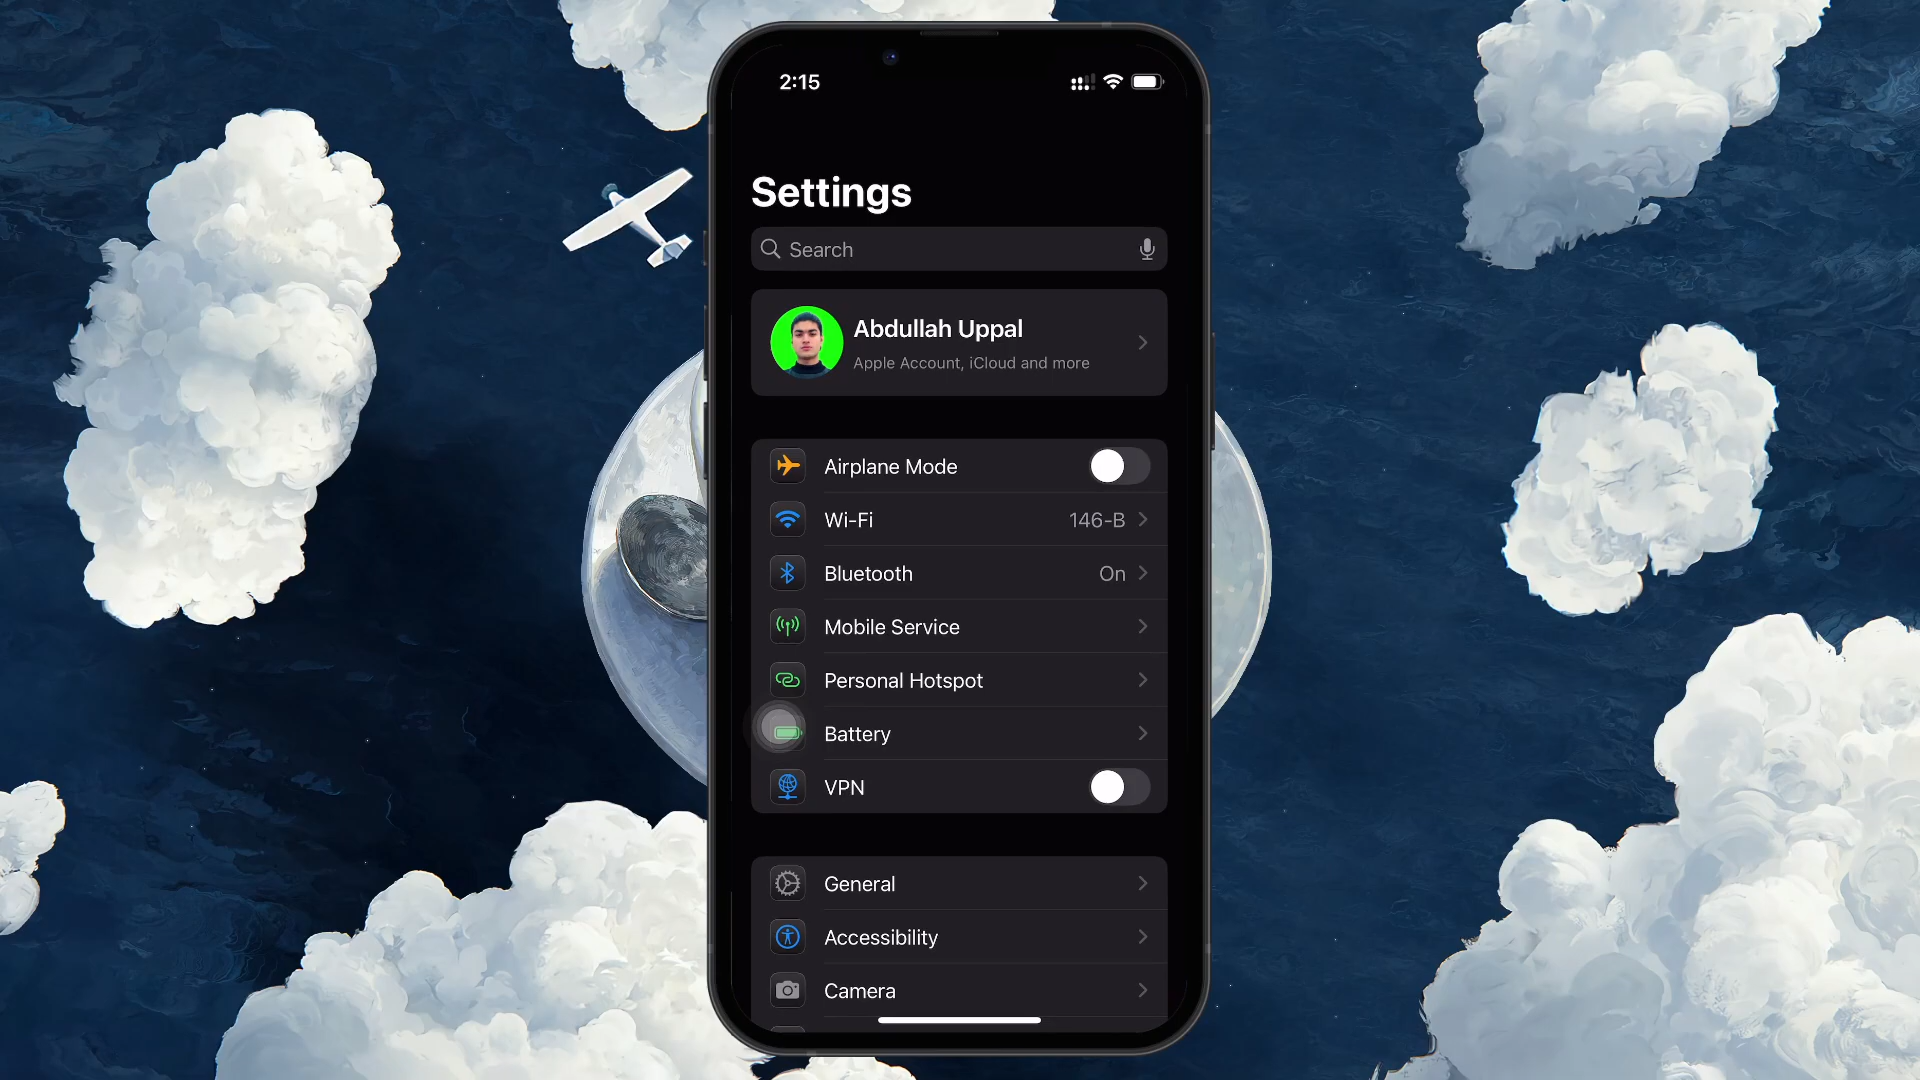 2:15
Settings
Search
Abdullah Uppal
Apple Account, iCloud and more
Airplane Mode
Wi-Fi 146-B
Bluetooth On
Mobile Service
Personal Hotspot
Battery
VPN
General
Accessibility
Camera